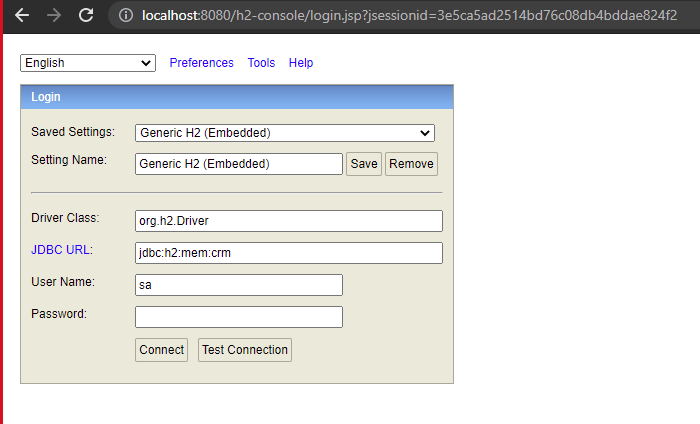 localhost:8080/h2-console/login.jsp?jsessionid=3e5ca5ad2514bd76c08db4bddae824f2
English Preferences Tools Help
Login
Saved Settings: Generic H2 (Embedded)
Setting Name: Generic H2 (Embedded) Save Remove
Driver Class: org.h2.Driver
JDBC URL: jdbc:h2:mem:crm
User Name: sa
Password:
Connect Test Connection